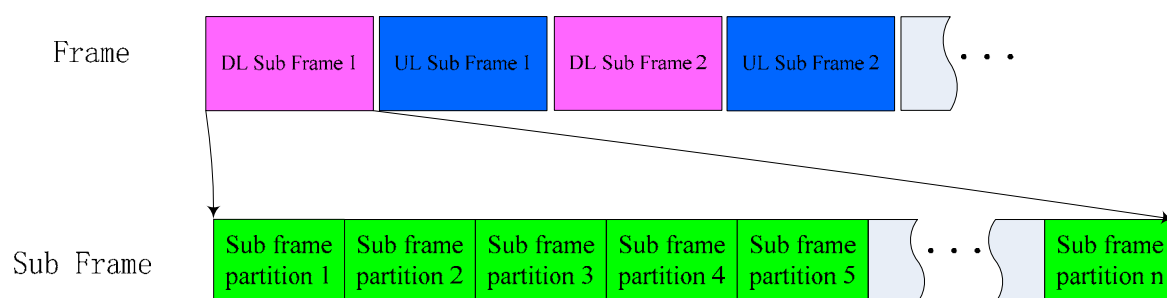 Frame
DL Sub Frame 1
UL Sub Frame 1
DL Sub Frame 2
UL Sub Frame 2
. . .
Sub Frame
Sub frame
partition 1
Sub frame
partition 2
Sub frame
partition 3
Sub frame
partition 4
Sub frame
partition 5
. . .
Sub frame
partition n